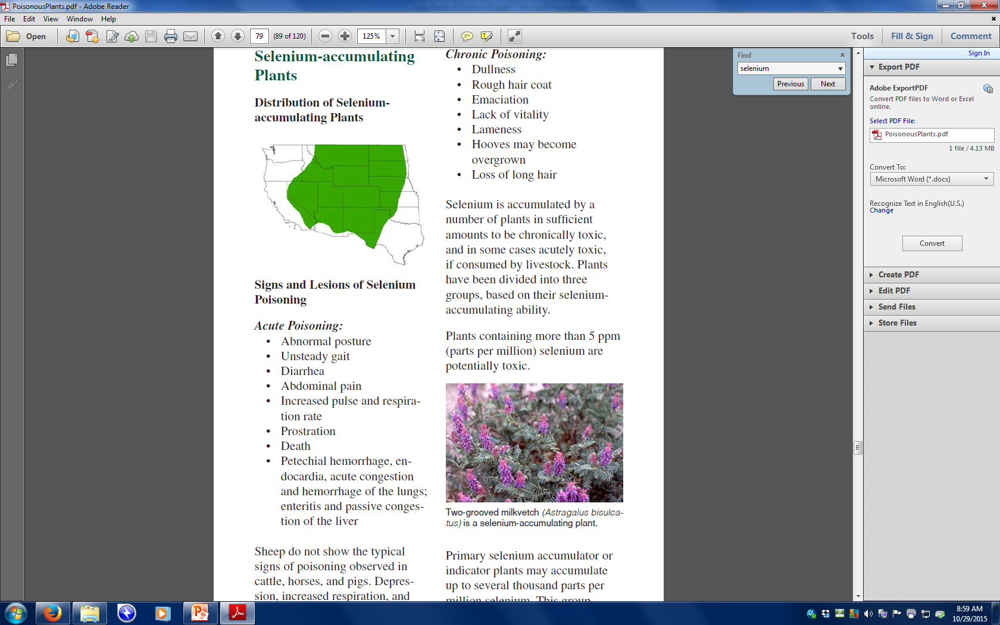 PoisonousPlants.pdf - Adobe Reader
File Edit View Window Help
Open
79
(89 of 120)
125%
Tools
Fill & Sign
Comment
Selenium-accumulating
Plants
Distribution of Selenium-
accumulating Plants
Signs and Lesions of Selenium
Poisoning
Acute Poisoning:
• Abnormal posture
• Unsteady gait
• Diarrhea
• Abdominal pain
• Increased pulse and respira-
tion rate
• Prostration
• Death
• Petechial hemorrhage, en-
docardia, acute congestion
and hemorrhage of the lungs;
enteritis and passive conges-
tion of the liver
Sheep do not show the typical
signs of poisoning observed in
cattle, horses, and pigs. Depres-
sion, increased respiration, and
Chronic Poisoning:
• Dullness
• Rough hair coat
• Emaciation
• Lack of vitality
• Lameness
• Hooves may become
overgrown
• Loss of long hair
Selenium is accumulated by a
number of plants in sufficient
amounts to be chronically toxic,
and in some cases acutely toxic,
if consumed by livestock. Plants
have been divided into three
groups, based on their selenium-
accumulating ability.
Plants containing more than 5 ppm
(parts per million) selenium are
potentially toxic.
Two-grooved milkvetch (Astragalus bisulca-
tus) is a selenium-accumulating plant.
Primary selenium accumulator or
indicator plants may accumulate
up to several thousand parts per
million selenium. This group
Find
selenium
Previous
Next
Sign In
Export PDF
Adobe ExportPDF
Convert PDF files to Word or Excel
online.
Select PDF File:
PoisonousPlants.pdf
1 file / 4.13 MB
Convert To:
Microsoft Word (*.docx)
Recognize Text in English(U.S.)
Change
Convert
Create PDF
Edit PDF
Send Files
Store Files
8:59 AM
10/29/2015